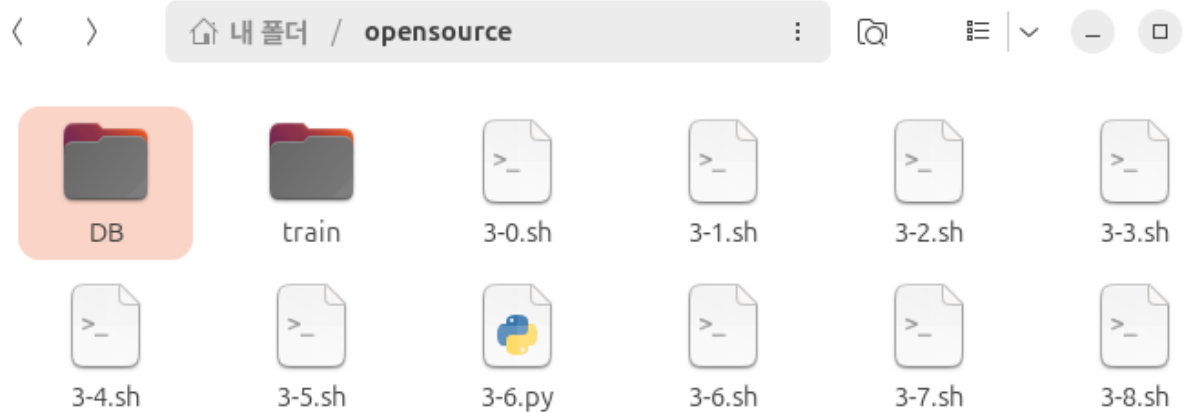 내 폴더 / opensource
DB train 3-0.sh 3-1.sh 3-2.sh 3-3.sh
3-4.sh 3-5.sh 3-6.py 3-6.sh 3-7.sh 3-8.sh